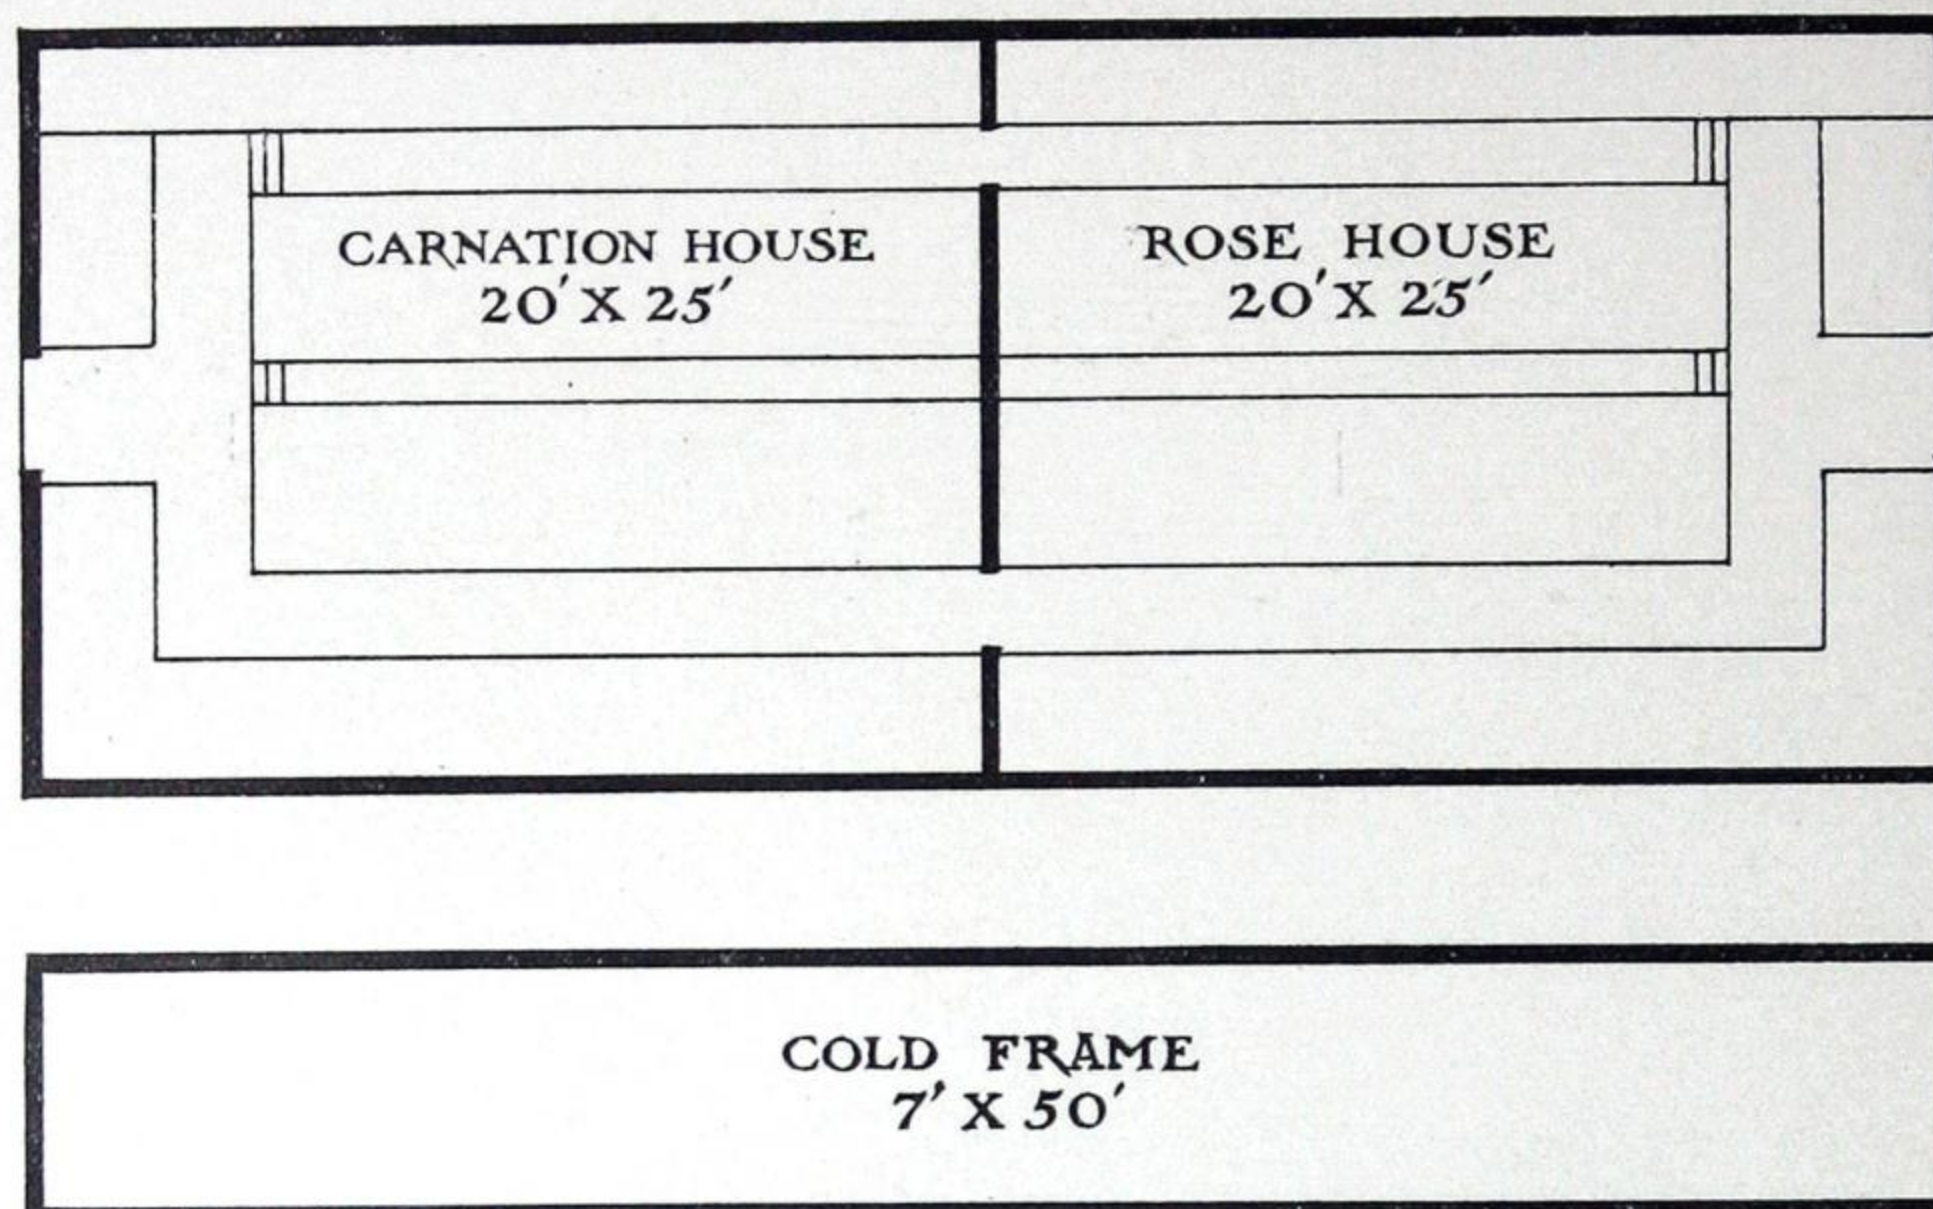 CARNATION HOUSE
20' X 25'
ROSE HOUSE
20' X 25'
COLD FRAME
7' X 50'